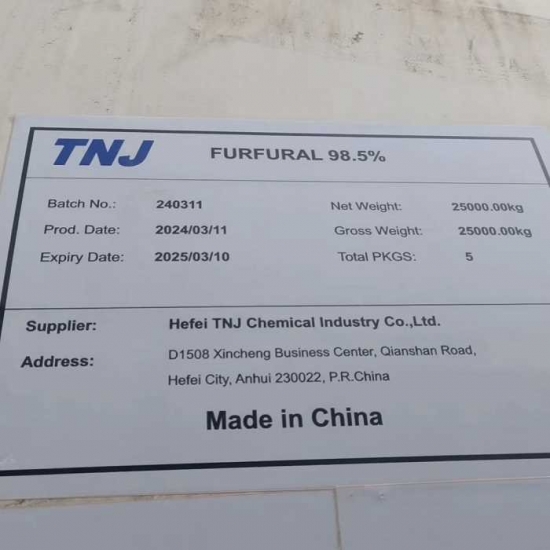 TNJ FURFURAL 98.5%
Batch No.: 240311 Net Weight: 25000.00kg
Prod. Date: 2024/03/11 Gross Weight: 25000.00kg
Expiry Date: 2025/03/10 Total PKGS: 5
Supplier: Hefei TNJ Chemical Industry Co.,Ltd.
Address: D1508 Xincheng Business Center, Qianshan Road,
Hefei City, Anhui 230022, P.R.China
Made in China